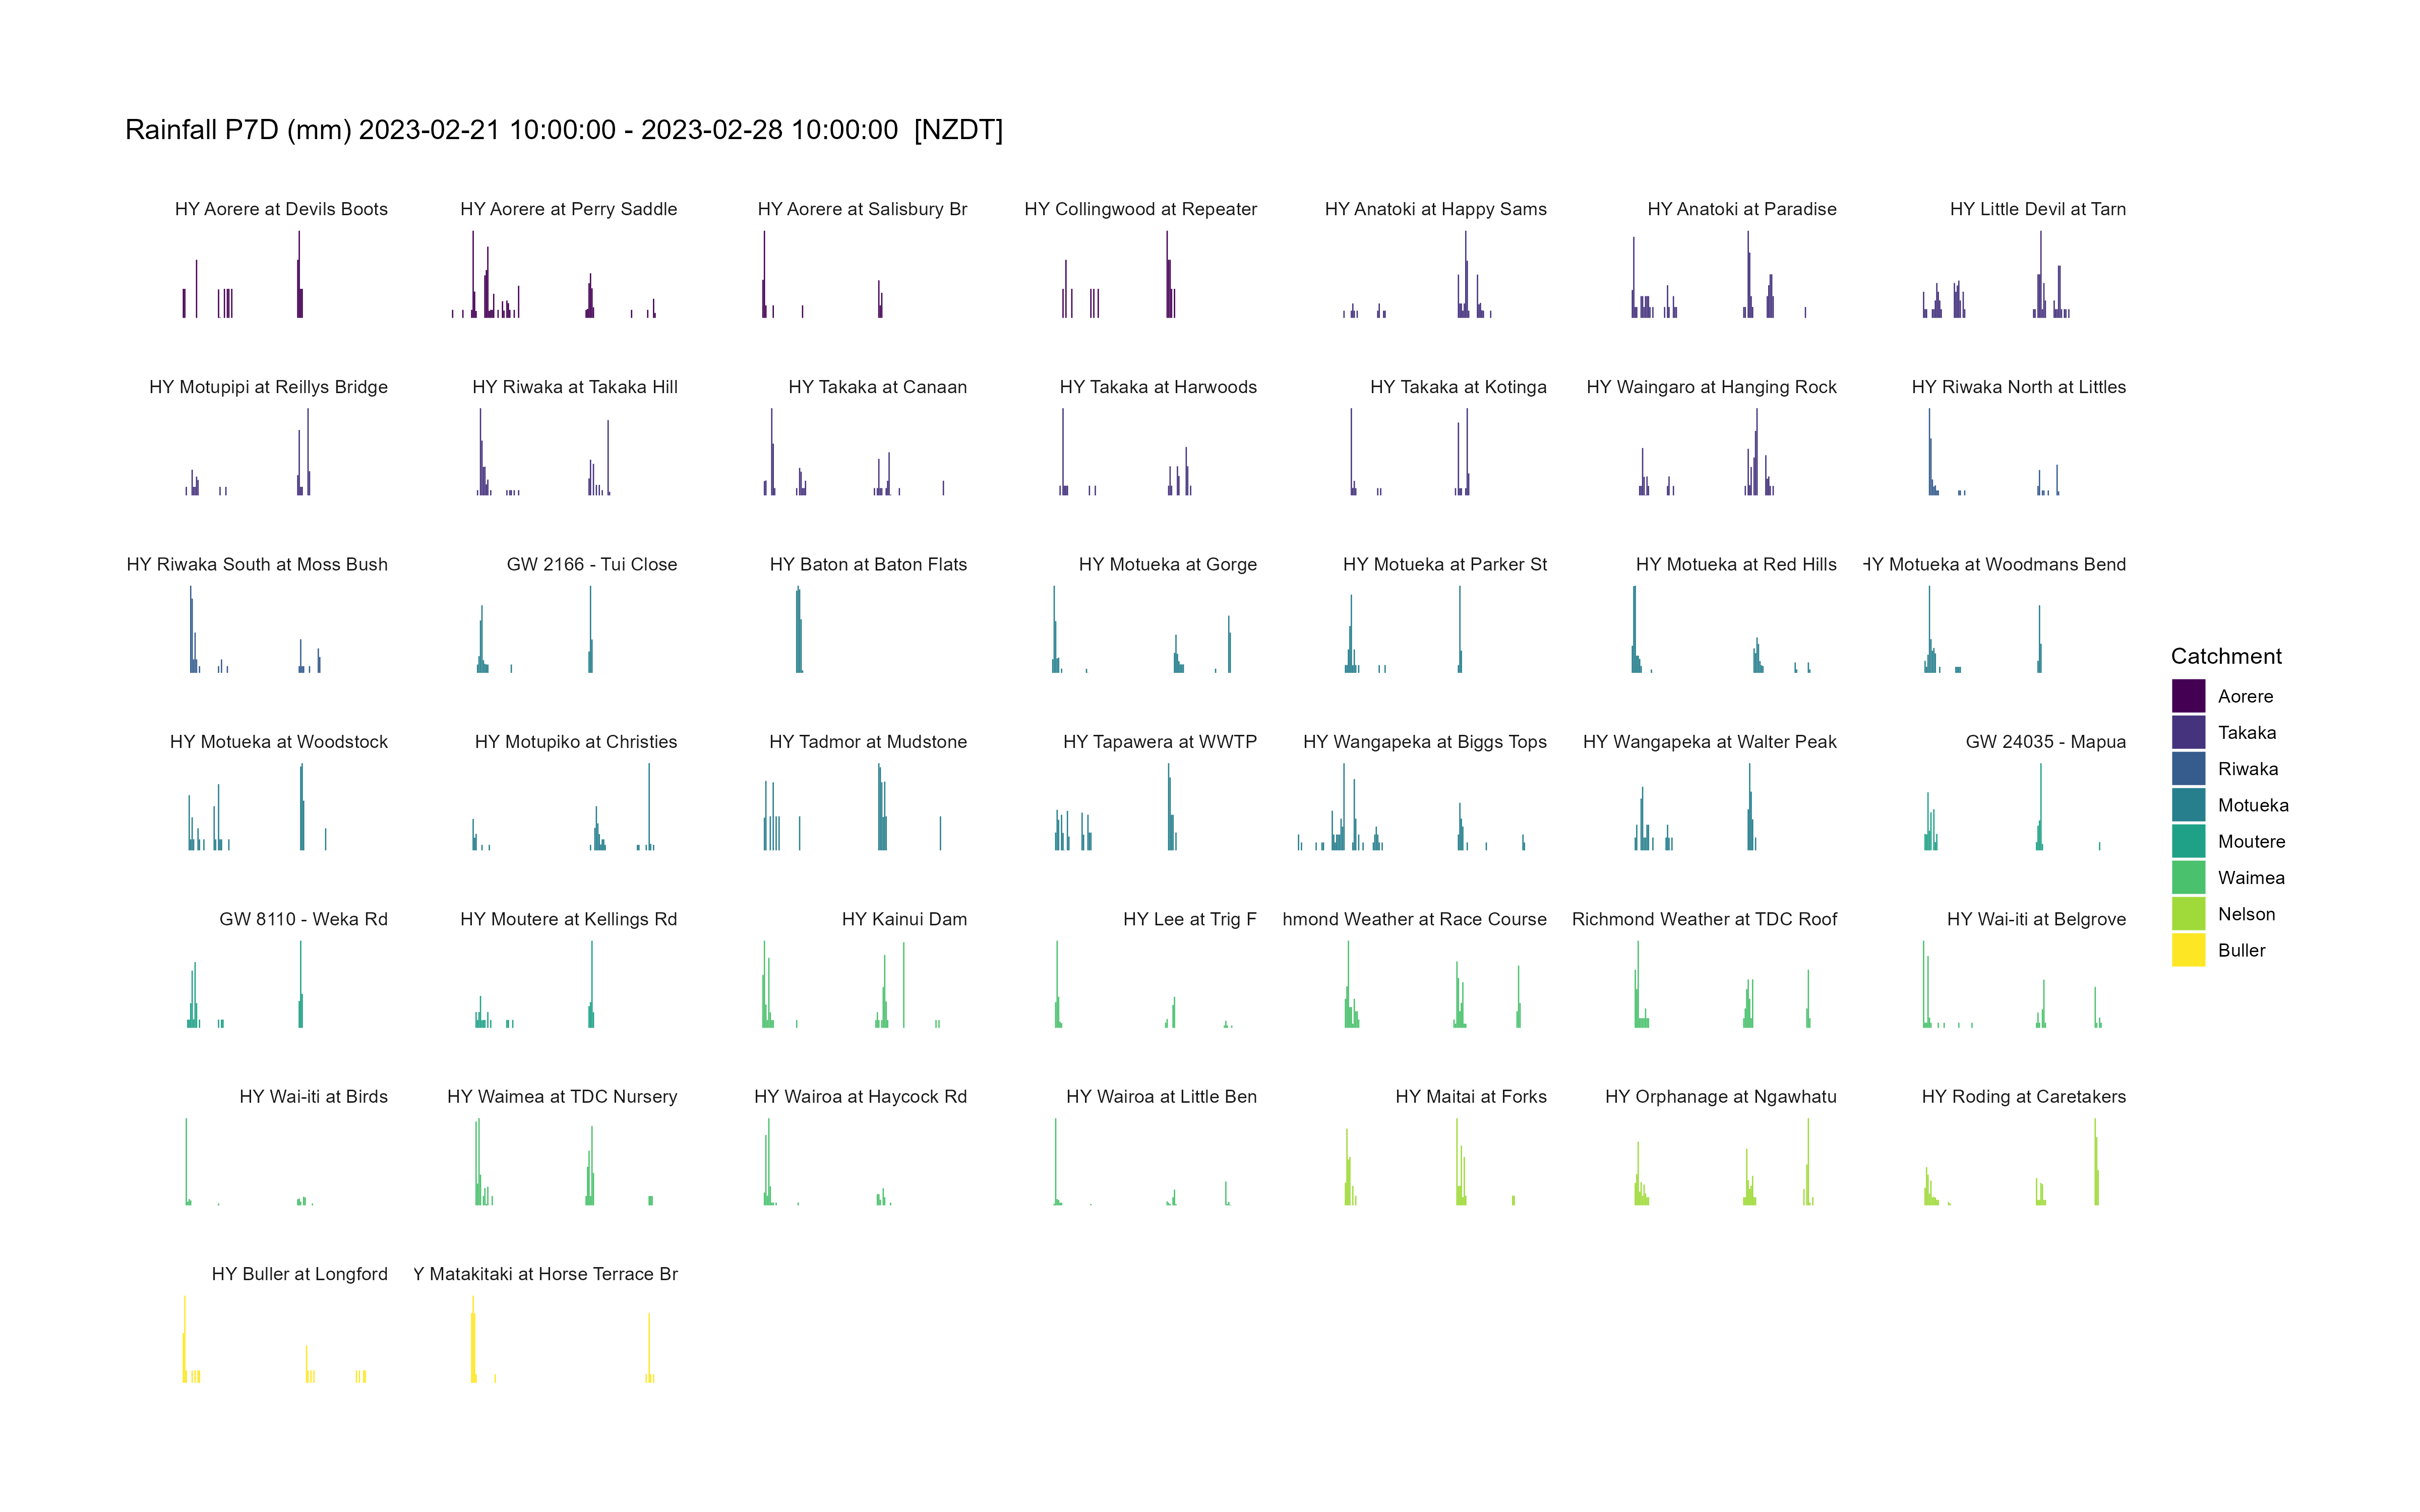 Rainfall P7D (mm) 2023-02-21 10:00:00 - 2023-02-28 10:00:00 [NZDT]
HY Aorere at Devils Boots
HY Aorere at Perry Saddle
HY Aorere at Salisbury Br
HY Collingwood at Repeater
HY Anatoki at Happy Sams
HY Anatoki at Paradise
HY Little Devil at Tarn
HY Motupipi at Reillys Bridge
HY Riwaka at Takaka Hill
HY Takaka at Canaan
HY Takaka at Harwoods
HY Takaka at Kotinga
HY Waingaro at Hanging Rock
HY Riwaka North at Littles
HY Riwaka South at Moss Bush
GW 2166 - Tui Close
HY Baton at Baton Flats
HY Motueka at Gorge
HY Motueka at Parker St
HY Motueka at Red Hills
HY Motueka at Woodmans Bend
HY Motueka at Woodstock
HY Motupiko at Christies
HY Tadmor at Mudstone
HY Tapawera at WWTP
HY Wangapeka at Biggs Tops
HY Wangapeka at Walter Peak
GW 24035 - Mapua
GW 8110 - Weka Rd
HY Moutere at Kellings Rd
HY Kainui Dam
HY Lee at Trig F
hmond Weather at Race Course
Richmond Weather at TDC Roof
HY Wai-iti at Belgrove
HY Wai-iti at Birds
HY Waimea at TDC Nursery
HY Wairoa at Haycock Rd
HY Wairoa at Little Ben
HY Maitai at Forks
HY Orphanage at Ngawhatu
HY Roding at Caretakers
HY Buller at Longford
Y Matakitaki at Horse Terrace Br
Catchment
Aorere
Takaka
Riwaka
Motueka
Moutere
Waimea
Nelson
Buller